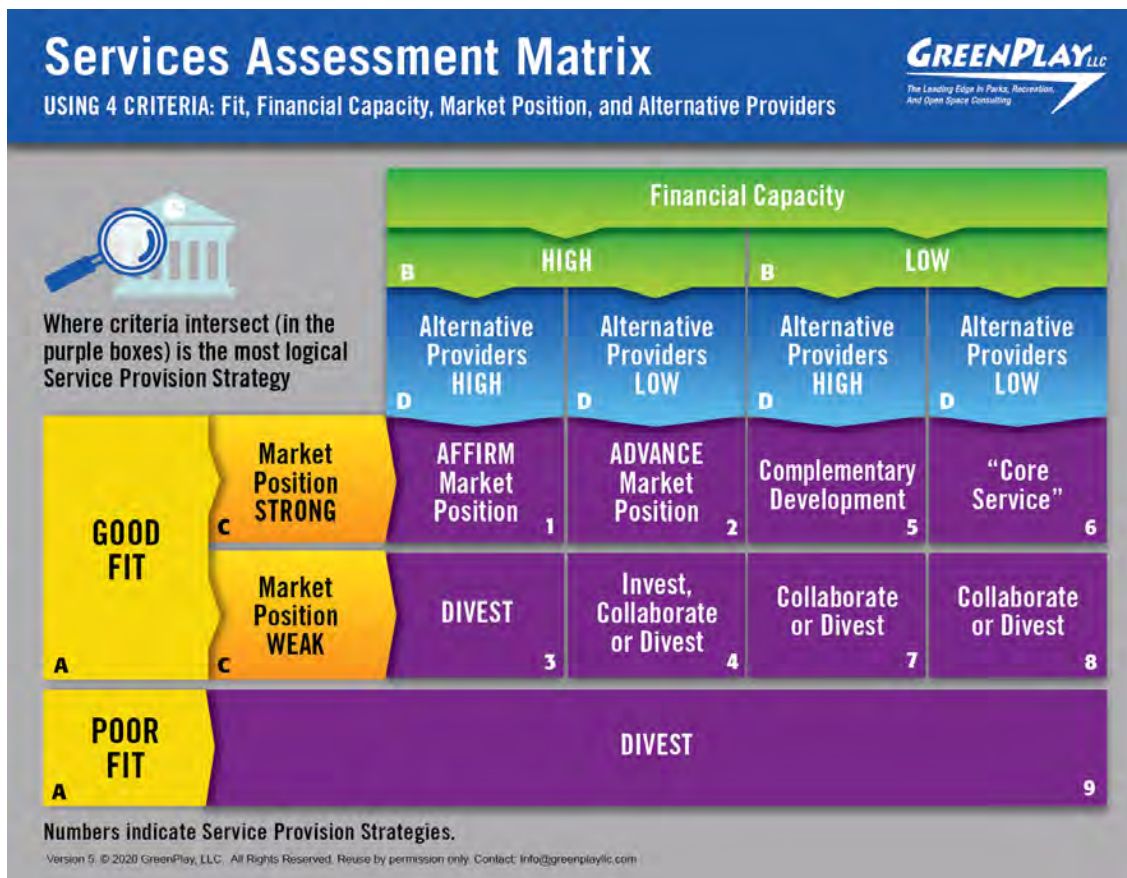 Services Assessment Matrix
USING 4 CRITERIA: Fit, Financial Capacity, Market Position, and Alternative Providers
GREENPLAY LLC
The Leading Edge In Parks, Recreation,
And Open Space Consulting
Where criteria intersect (in the
purple boxes) is the most logical
Service Provision Strategy
Financial Capacity
B
HIGH
B
LOW
Alternative
Providers
HIGH
D
Alternative
Providers
LOW
D
Alternative
Providers
HIGH
D
Alternative
Providers
LOW
D
GOOD
FIT
A
Market
Position
STRONG
C
AFFIRM
Market
Position
1
ADVANCE
Market
Position
2
Complementary
Development
5
“Core
Service”
6
Market
Position
WEAK
C
DIVEST
3
Invest,
Collaborate
or Divest
4
Collaborate
or Divest
7
Collaborate
or Divest
8
POOR
FIT
A
DIVEST
9
Numbers indicate Service Provision Strategies.
Version 5. © 2020 GreenPlay, LLC. All Rights Reserved. Reuse by permission only. Contact: Info@greenplayllc.com